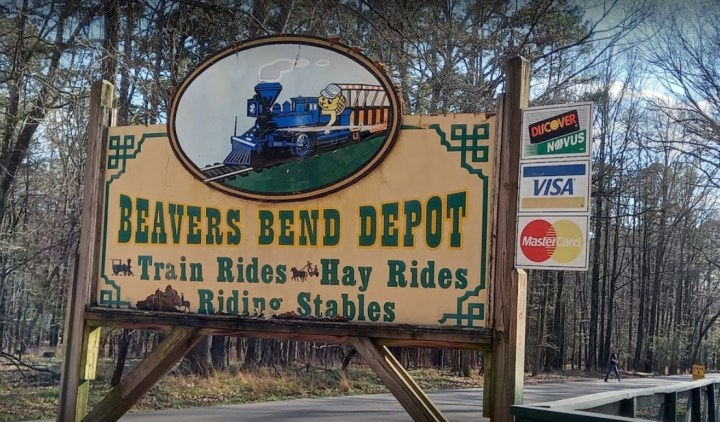 BEAVERS BEND DEPOT
Train Rides Hay Rides
Riding Stables
DISCOVER
NOVUS
VISA
MasterCard